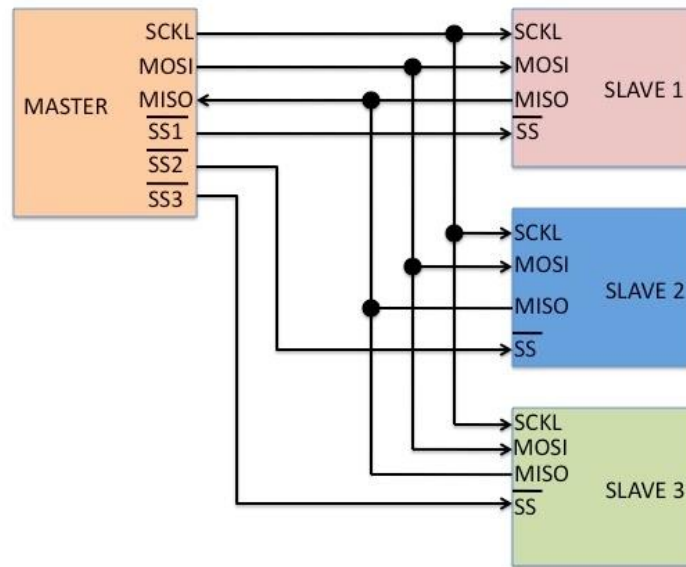 MASTER
SCKL
MOSI
MISO
SS1
SS2
SS3
SCKL
MOSI
MISO
SS
SLAVE 1
SCKL
MOSI
MISO
SS
SLAVE 2
SCKL
MOSI
MISO
SS
SLAVE 3